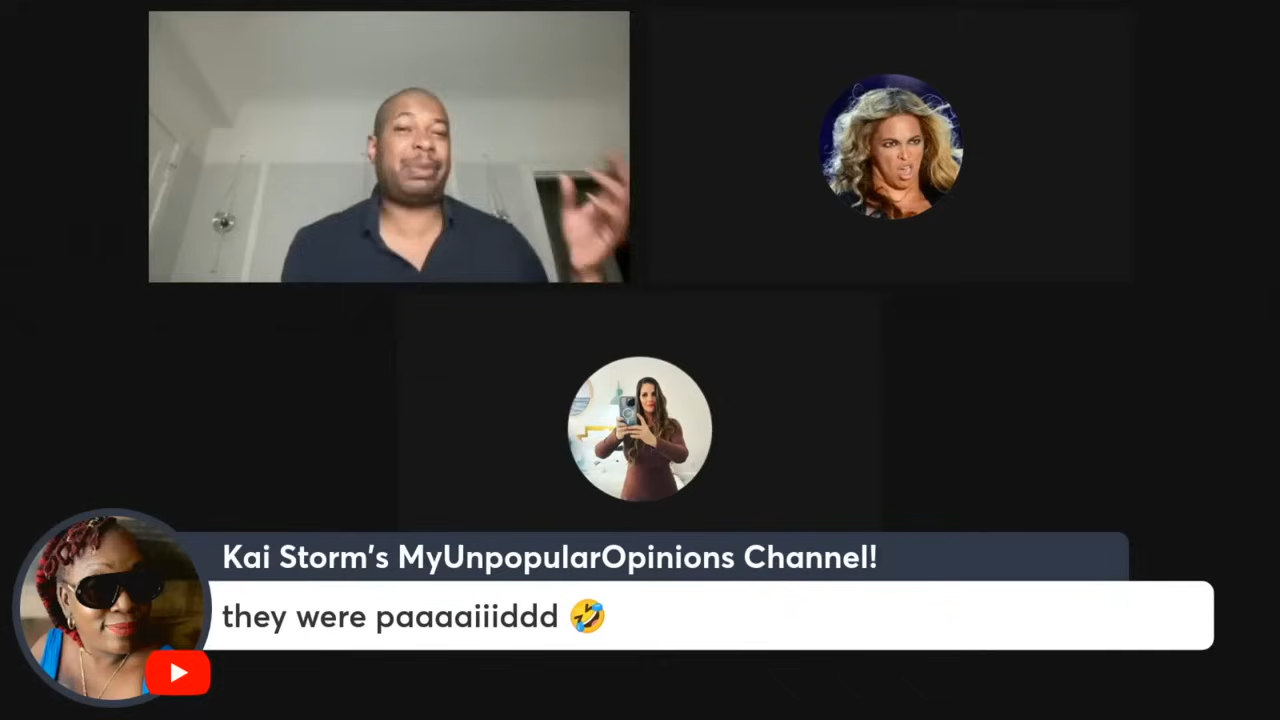 Kai Storm's MyUnpopularOpinions Channel!
they were paaaaiiiddd 🤣